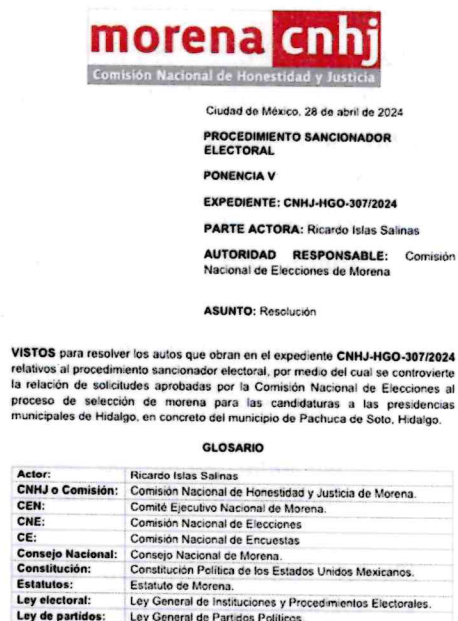 morena cnhj
Comisión Nacional de Honestidad y Justicia
Ciudad de México, 28 de abril de 2024
PROCEDIMIENTO SANCIONADOR
ELECTORAL
PONENCIA V
EXPEDIENTE: CNHJ-HGO-307/2024
PARTE ACTORA: Ricardo Islas Salinas
AUTORIDAD RESPONSABLE: Comisión
Nacional de Elecciones de Morena
ASUNTO: Resolución
VISTOS para resolver los autos que obran en el expediente CNHJ-HGO-307/2024
relativos al procedimiento sancionador electoral, por medio del cual se controvierte
la relación de solicitudes aprobadas por la Comisión Nacional de Elecciones al
proceso de selección de morena para las candidaturas a las presidencias
municipales de Hidalgo, en concreto del municipio de Pachuca de Soto, Hidalgo.
GLOSARIO
Actor: Ricardo Islas Salinas
CNHJ o Comisión: Comisión Nacional de Honestidad y Justicia de Morena.
CEN: Comité Ejecutivo Nacional de Morena.
CNE: Comisión Nacional de Elecciones
CE: Comisión Nacional de Encuestas
Consejo Nacional: Consejo Nacional de Morena.
Constitución: Constitución Política de los Estados Unidos Mexicanos.
Estatutos: Estatuto de Morena.
Ley electoral: Ley General de Instituciones y Procedimientos Electorales.
Ley de partidos: Ley General de Partidos Políticos